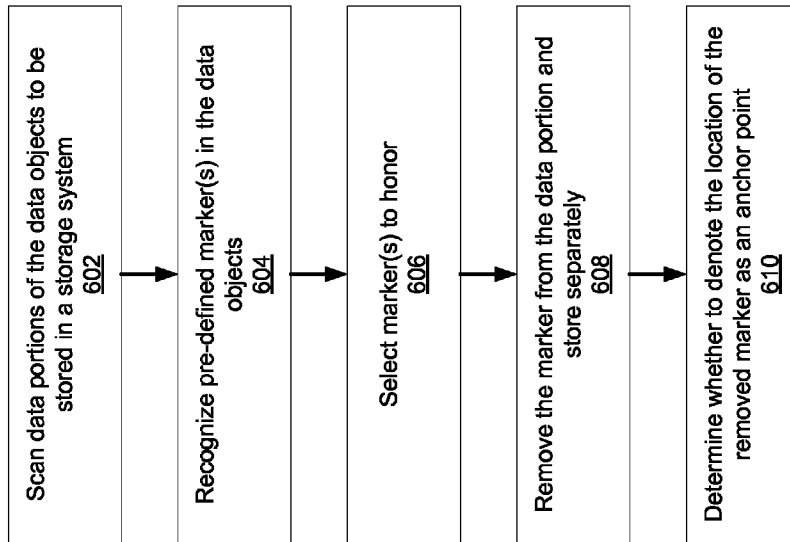 Scan data portions of the data objects to be
stored in a storage system
602
Recognize pre-defined marker(s) in the data
objects
604
Select marker(s) to honor
606
Remove the marker from the data portion and
store separately
608
Determine whether to denote the location of the
removed marker as an anchor point
610